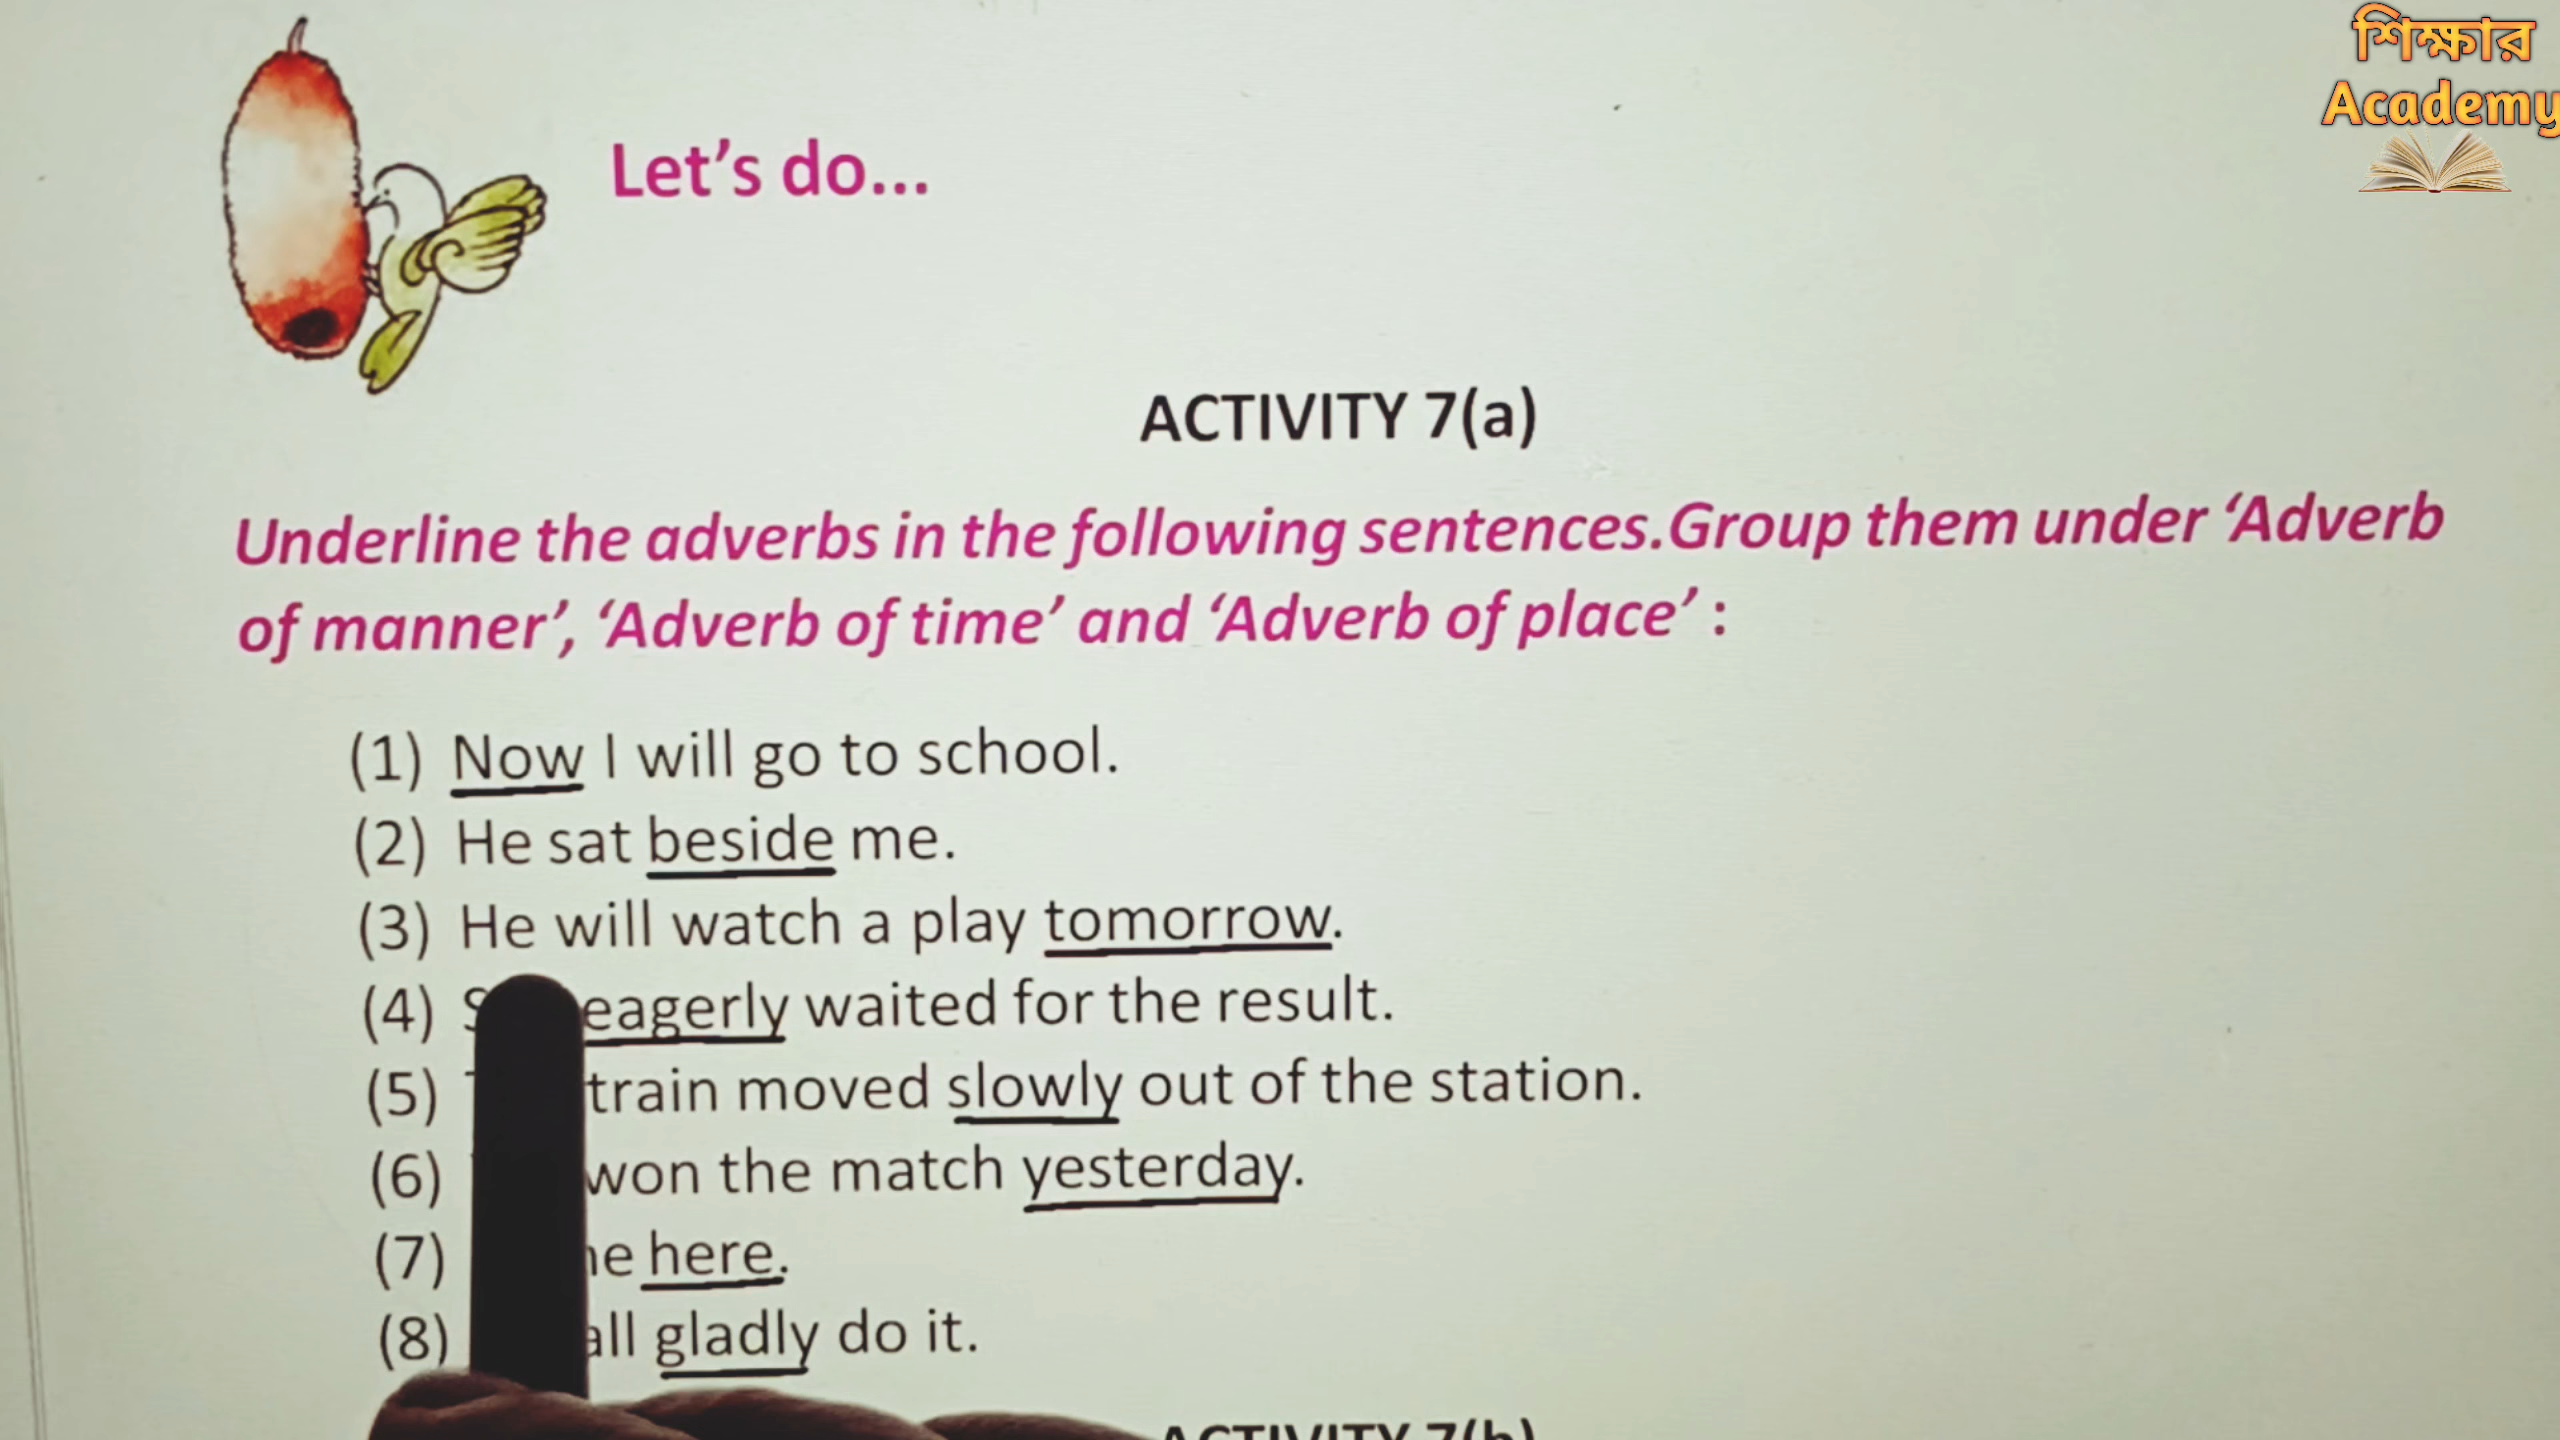 শিক্ষার
Academy
Let's do...
ACTIVITY 7(a)
Underline the adverbs in the following sentences.Group them under ‘Adverb
of manner’, ‘Adverb of time’ and ‘Adverb of place’ :
(1) Now I will go to school.
(2) He sat beside me.
(3) He will watch a play tomorrow.
(4) eagerly waited for the result.
(5) train moved slowly out of the station.
(6) won the match yesterday.
(7) here.
(8) gladly do it.
ACTIVITY 7(b)